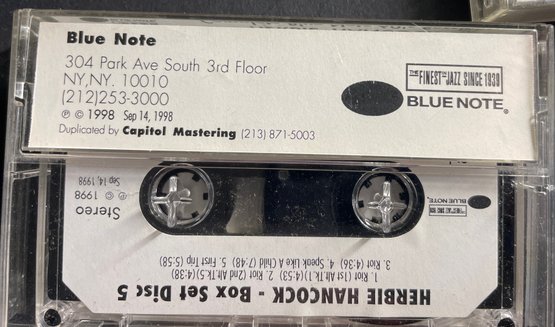 Blue Note
304 Park Ave South 3rd Floor
NY,NY. 10010
(212)253-3000
℗ © 1998 Sep 14, 1998
Duplicated by Capitol Mastering (213) 871-5003
THE FINEST IN JAZZ SINCE 1939
BLUE NOTE®
HERBIE HANCOCK - Box Set Disc 5
1. Riot (1st Alt.Tk.)(4:53) 2. Riot (2nd Alt.Tk.5)(4:38)
3. Riot (4:36) 4. Speak Like A Child (7:48) 5. First Trip (5:58)
BLUE NOTE
Stereo
℗ 1998
Sep 14, 1998